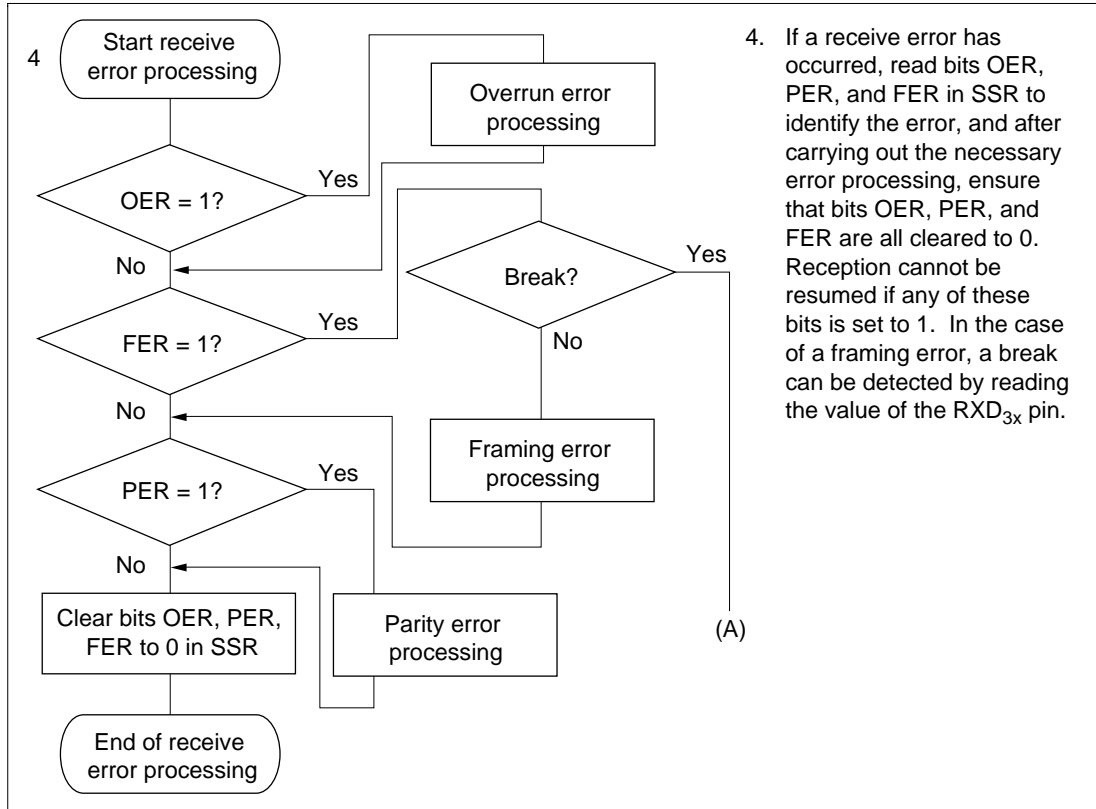 4
Start receive
error processing
OER = 1?
Yes
Overrun error
processing
No
FER = 1?
Yes
Break?
Yes
No
Framing error
processing
No
PER = 1?
Yes
Parity error
processing
No
Clear bits OER, PER,
FER to 0 in SSR
End of receive
error processing
(A)
4. If a receive error has
occurred, read bits OER,
PER, and FER in SSR to
identify the error, and after
carrying out the necessary
error processing, ensure
that bits OER, PER, and
FER are all cleared to 0.
Reception cannot be
resumed if any of these
bits is set to 1. In the case
of a framing error, a break
can be detected by reading
the value of the RXD3x pin.